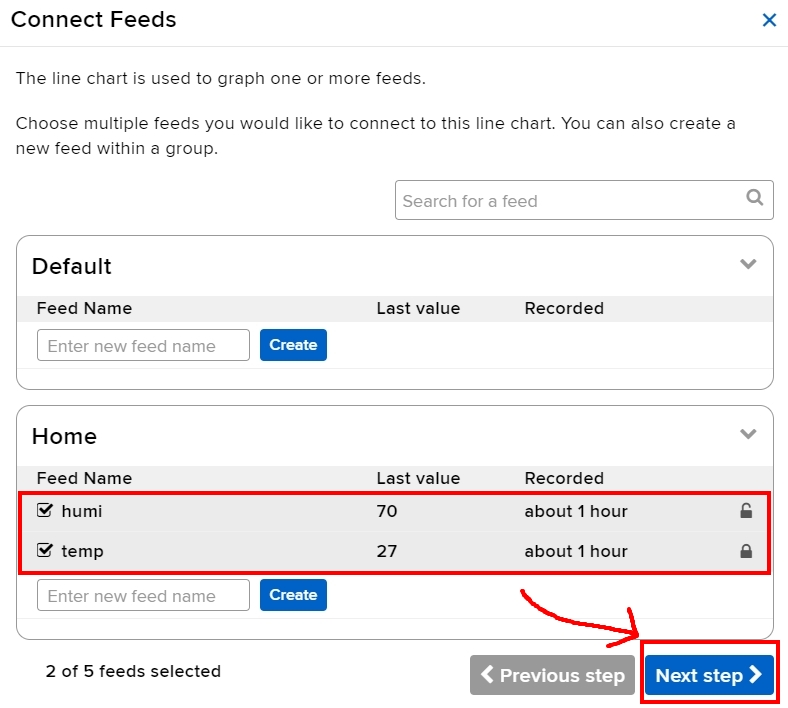 Connect Feeds
The line chart is used to graph one or more feeds.
Choose multiple feeds you would like to connect to this line chart. You can also create a
new feed within a group.
Search for a feed
Default
Feed Name Last value Recorded
Enter new feed name Create
Home
Feed Name Last value Recorded
humi 70 about 1 hour
temp 27 about 1 hour
Enter new feed name Create
2 of 5 feeds selected Previous step Next step